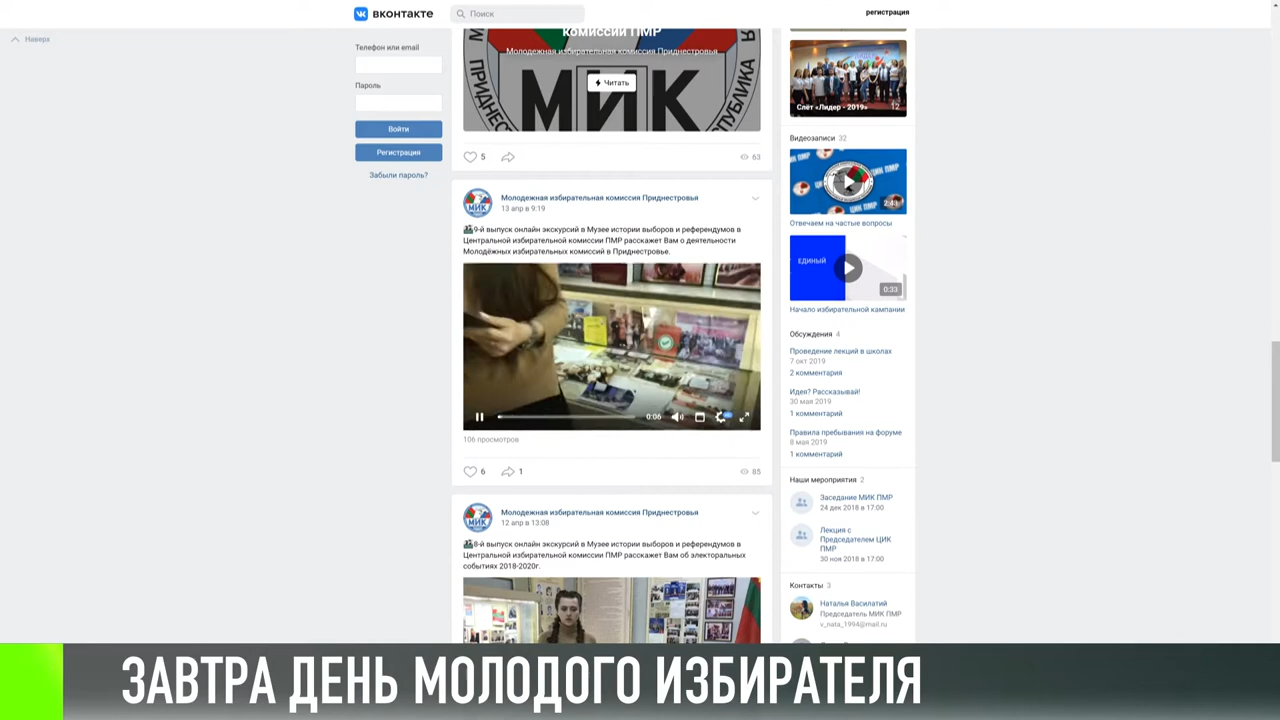 вконтакте
Поиск
регистрация
Наверх
Телефон или email
Пароль
Войти
Регистрация
Забыли пароль?
комиссии ПМР
Молодежная избирательная комиссия Приднестровья
МИК
Читать
5
63
Молодежная избирательная комиссия Приднестровья
13 апр в 9:19
9-й выпуск онлайн экскурсий в Музее истории выборов и референдумов в
Центральной избирательной комиссии ПМР расскажет Вам о деятельности
Молодёжных избирательных комиссий в Приднестровье.
0:06
106 просмотров
6
1
85
Молодежная избирательная комиссия Приднестровья
12 апр в 13:08
8-й выпуск онлайн экскурсий в Музее истории выборов и референдумов в
Центральной избирательной комиссии ПМР расскажет Вам об электоральных
событиях 2018-2020г.
Слёт «Лидер - 2019»
12
Видеозаписи 32
2:43
Отвечаем на частые вопросы
ЕДИНЫЙ
0:33
Начало избирательной кампании
Обсуждения 4
Проведение лекций в школах
7 окт 2019
2 комментария
Идея? Рассказывай!
30 мая 2019
1 комментарий
Правила пребывания на форуме
8 мая 2019
1 комментарий
Наши мероприятия 2
Заседание МИК ПМР
24 дек 2018 в 17:00
Лекция с
Председателем ЦИК
ПМР
30 ноя 2018 в 17:00
Контакты 3
Наталья Василатий
Председатель МИК ПМР
v_nata_1994@mail.ru
ЗАВТРА ДЕНЬ МОЛОДОГО ИЗБИРАТЕЛЯ